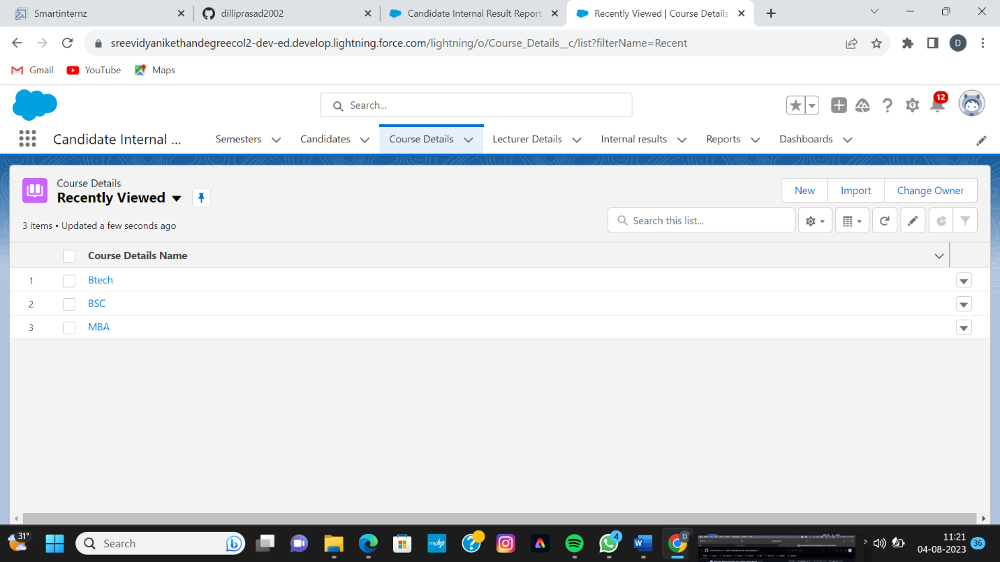 Smartinternz
dilliprasad2002
Candidate Internal Result Report
Recently Viewed | Course Details
sreevidyanikethandegreecol2-dev-ed.develop.lightning.force.com/lightning/o/Course_Details__c/list?filterName=Recent
D
Gmail
YouTube
Maps
Search...
12
Candidate Internal ...
Semesters
Candidates
Course Details
Lecturer Details
Internal results
Reports
Dashboards
Course Details
Recently Viewed
New
Import
Change Owner
3 items • Updated a few seconds ago
Search this list...
Course Details Name
1 Btech
2 BSC
3 MBA
31°
Search
myhp
4
W
D
11:21
04-08-2023
36